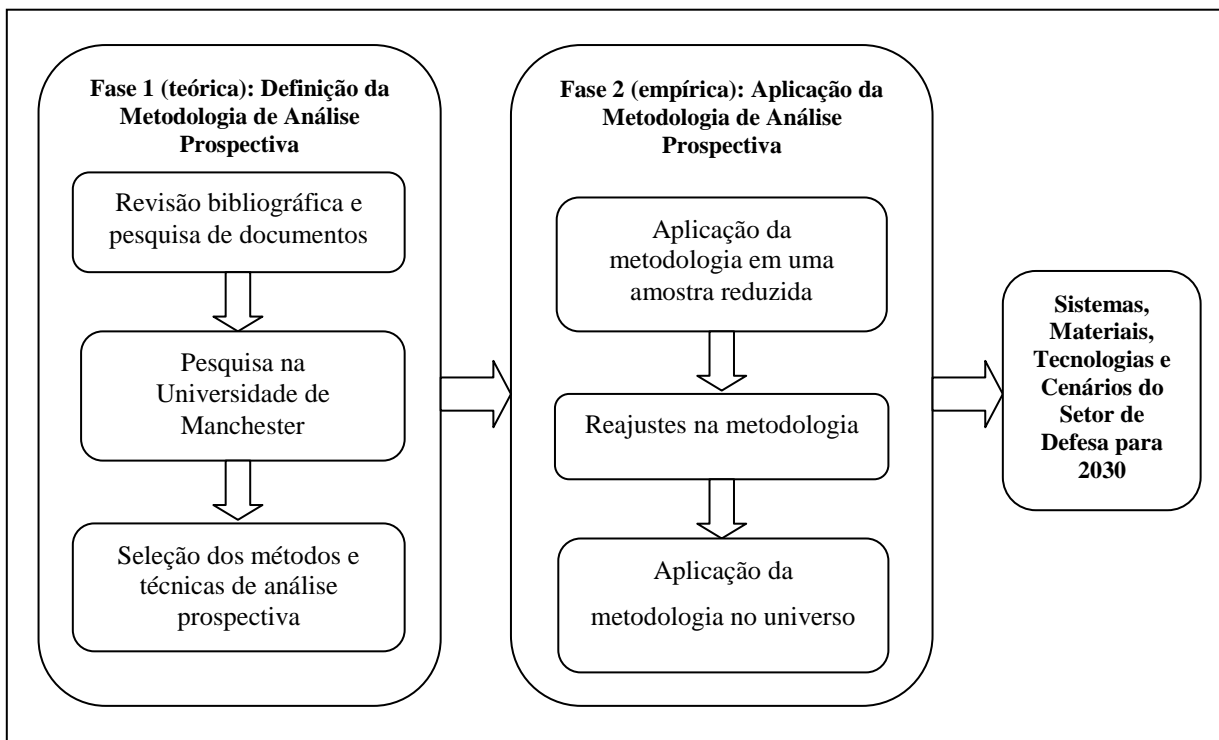 Fase 1 (teórica): Definição da
Metodologia de Análise
Prospectiva
Revisão bibliográfica e
pesquisa de documentos
Pesquisa na
Universidade de
Manchester
Seleção dos métodos e
técnicas de análise
prospectiva
Fase 2 (empírica): Aplicação da
Metodologia de Análise
Prospectiva
Aplicação da
metodologia em uma
amostra reduzida
Reajustes na metodologia
Aplicação da
metodologia no universo
Sistemas,
Materiais,
Tecnologias e
Cenários do
Setor de
Defesa para
2030